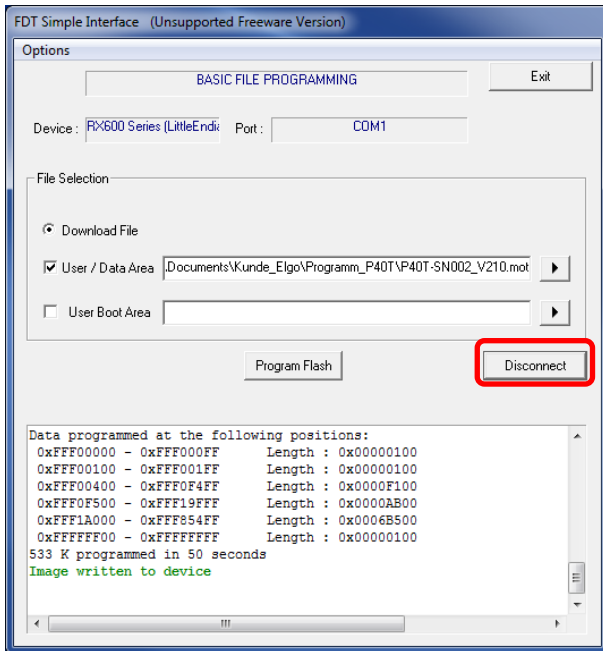 FDT Simple Interface (Unsupported Freeware Version)
Options
BASIC FILE PROGRAMMING
Exit
Device : RX600 Series (LittleEndia Port : COM1
File Selection
Download File
User / Data Area .Documents\Kunde_Elgo\Programm_P40T\P40T-SN002_V210.mot
User Boot Area
Program Flash
Disconnect
Data programmed at the following positions:
0xFFF00000 - 0xFFF000FF Length : 0x00000100
0xFFF00100 - 0xFFF001FF Length : 0x00000100
0xFFF00400 - 0xFFF0F4FF Length : 0x0000F100
0xFFF0F500 - 0xFFF19FFF Length : 0x0000AB00
0xFFF1A000 - 0xFFF854FF Length : 0x0006B500
0xFFFFFF00 - 0xFFFFFFFF Length : 0x00000100
533 K programmed in 50 seconds
Image written to device